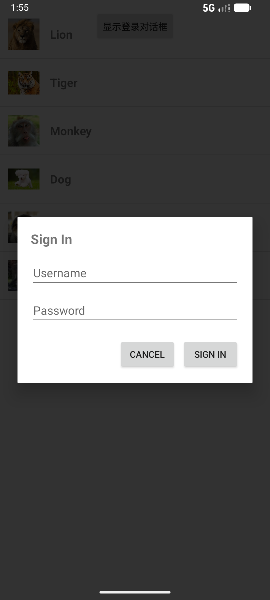 1:55
5G
Lion
显示登录对话框
Tiger
Monkey
Dog
Sign In
Username
Password
CANCEL
SIGN IN